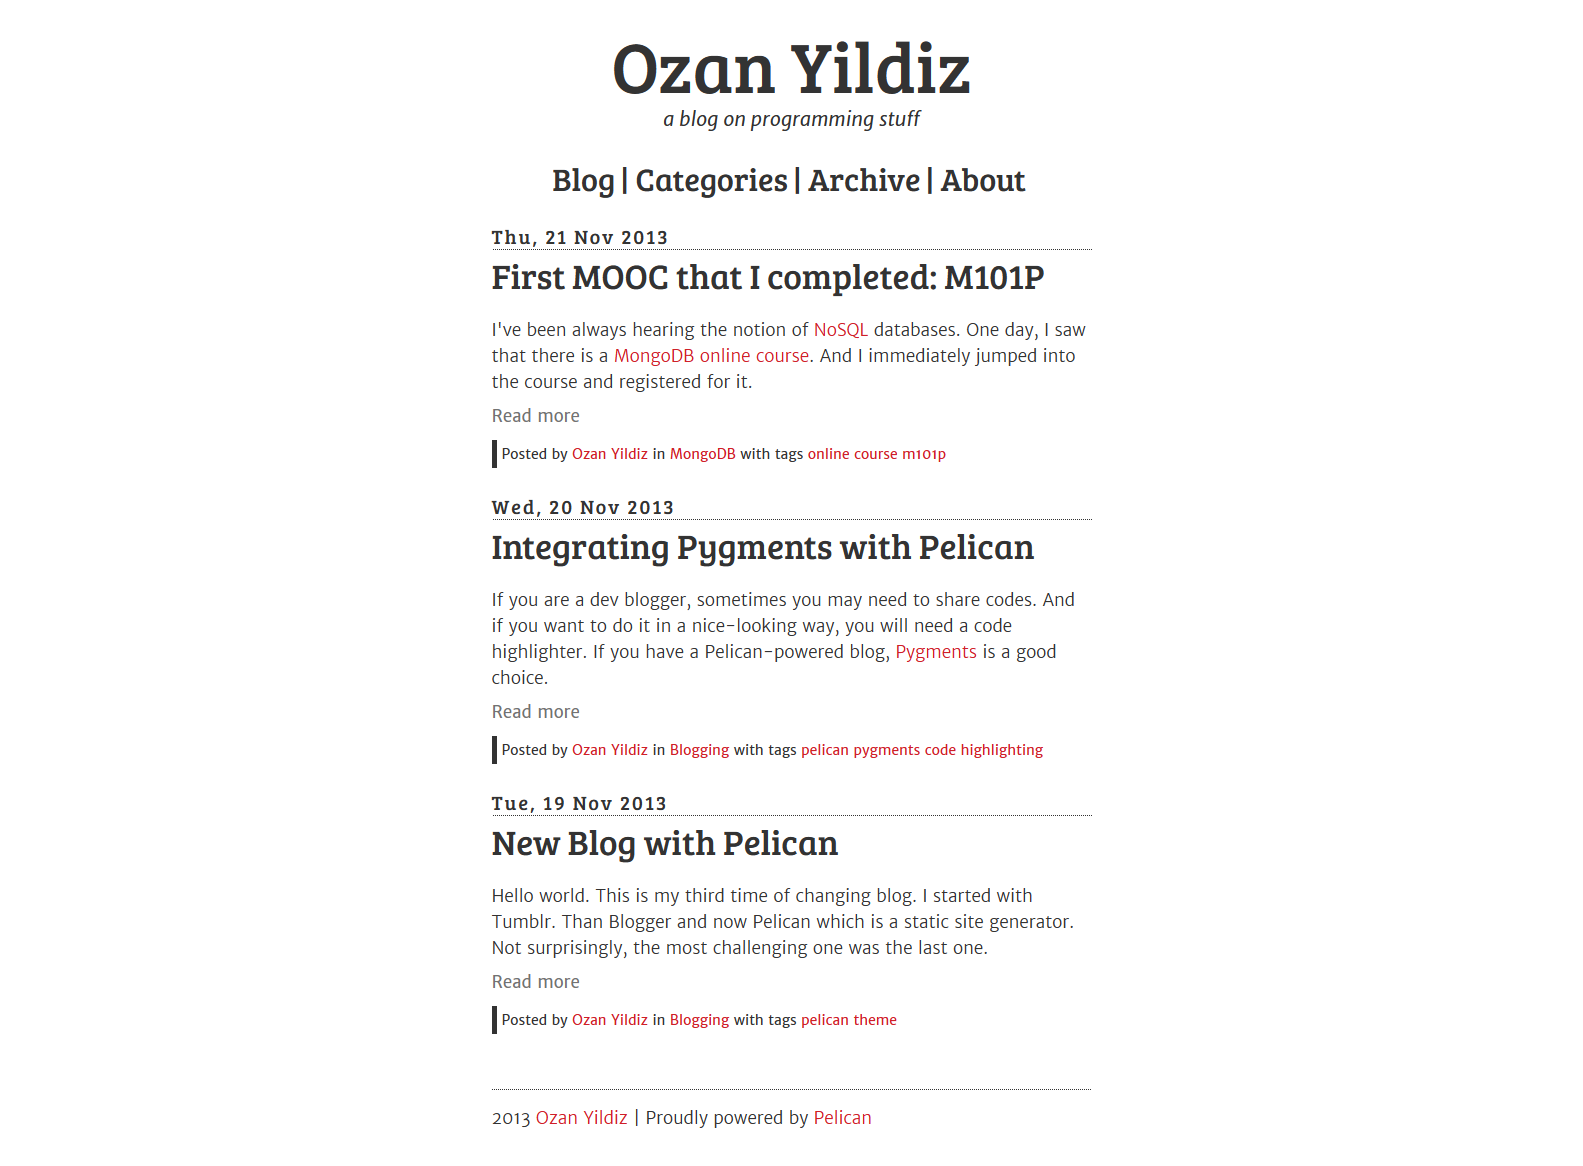 Ozan Yildiz
a blog on programming stuff
Blog | Categories | Archive | About
Thu, 21 Nov 2013
First MOOC that I completed: M101P
I've been always hearing the notion of NoSQL databases. One day, I saw
that there is a MongoDB online course. And I immediately jumped into
the course and registered for it.
Read more
Posted by Ozan Yildiz in MongoDB with tags online course m101p
Wed, 20 Nov 2013
Integrating Pygments with Pelican
If you are a dev blogger, sometimes you may need to share codes. And
if you want to do it in a nice-looking way, you will need a code
highlighter. If you have a Pelican-powered blog, Pygments is a good
choice.
Read more
Posted by Ozan Yildiz in Blogging with tags pelican pygments code highlighting
Tue, 19 Nov 2013
New Blog with Pelican
Hello world. This is my third time of changing blog. I started with
Tumblr. Than Blogger and now Pelican which is a static site generator.
Not surprisingly, the most challenging one was the last one.
Read more
Posted by Ozan Yildiz in Blogging with tags pelican theme
2013 Ozan Yildiz | Proudly powered by Pelican